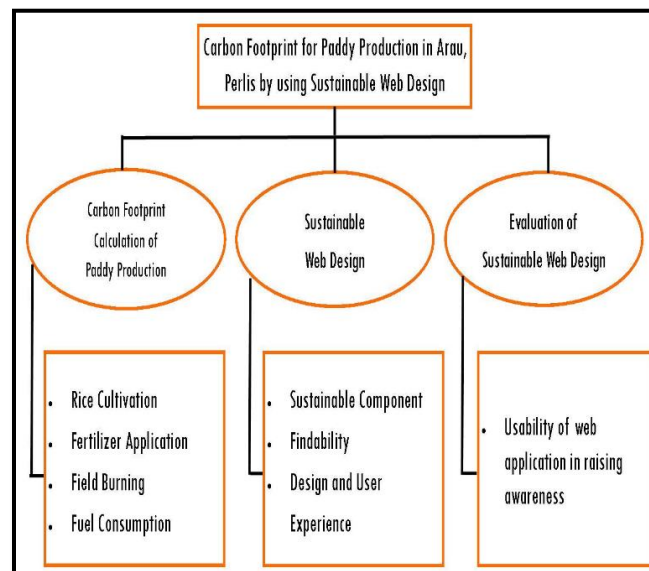 Carbon Footprint for Paddy Production in Arau,
Perlis by using Sustainable Web Design
Carbon Footprint
Calculation of
Paddy Production
Sustainable
Web Design
Evaluation of
Sustainable Web Design
• Rice Cultivation
• Fertilizer Application
• Field Burning
• Fuel Consumption
• Sustainable Component
• Findability
• Design and User
Experience
• Usability of web
application in raising
awareness